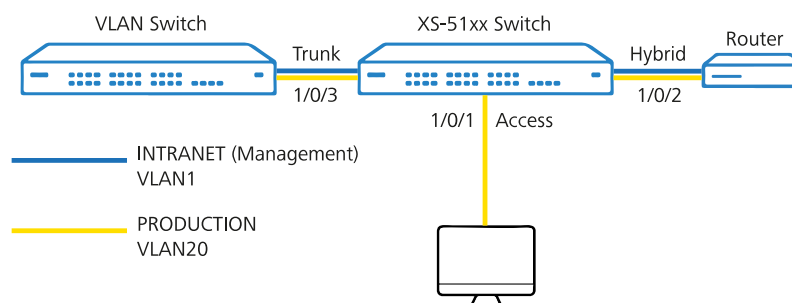 VLAN Switch
XS-51xx Switch
Trunk
Hybrid
Router
1/0/3
1/0/2
1/0/1
Access
INTRANET (Management)
VLAN1
PRODUCTION
VLAN20